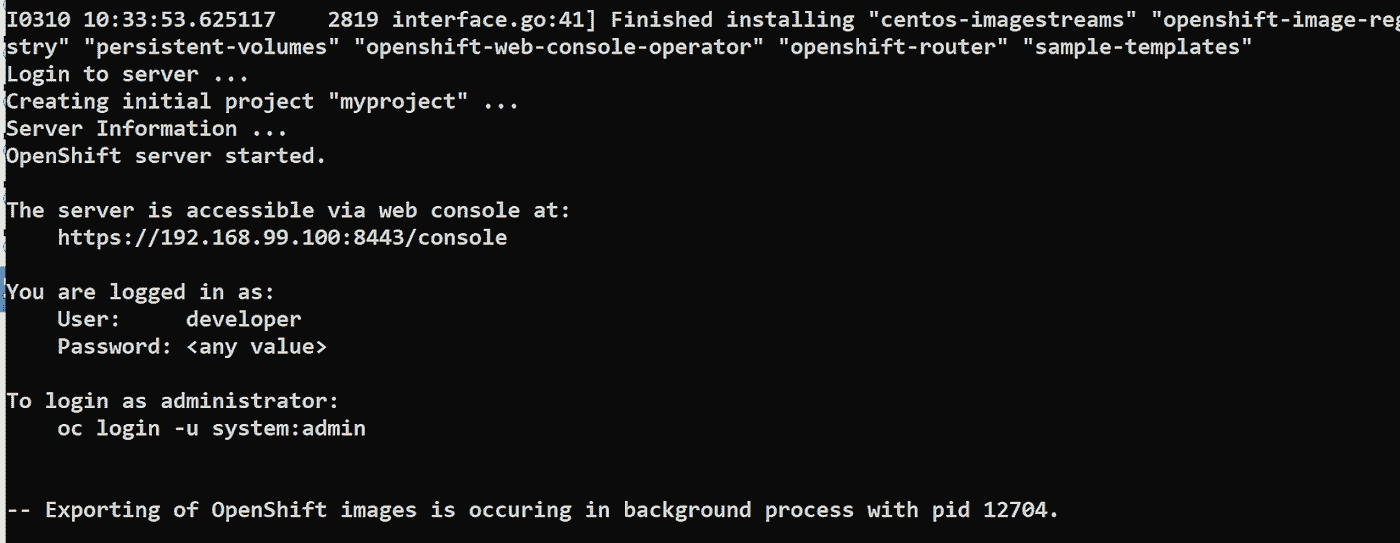 I0310 10:33:53.625117    2819 interface.go:41] Finished installing "centos-imagestreams" "openshift-image-reg
stry" "persistent-volumes" "openshift-web-console-operator" "openshift-router" "sample-templates"
Login to server ...
Creating initial project "myproject" ...
Server Information ...
OpenShift server started.
The server is accessible via web console at:
    https://192.168.99.100:8443/console
You are logged in as:
    User:     developer
    Password: <any value>
To login as administrator:
    oc login -u system:admin
-- Exporting of OpenShift images is occuring in background process with pid 12704.